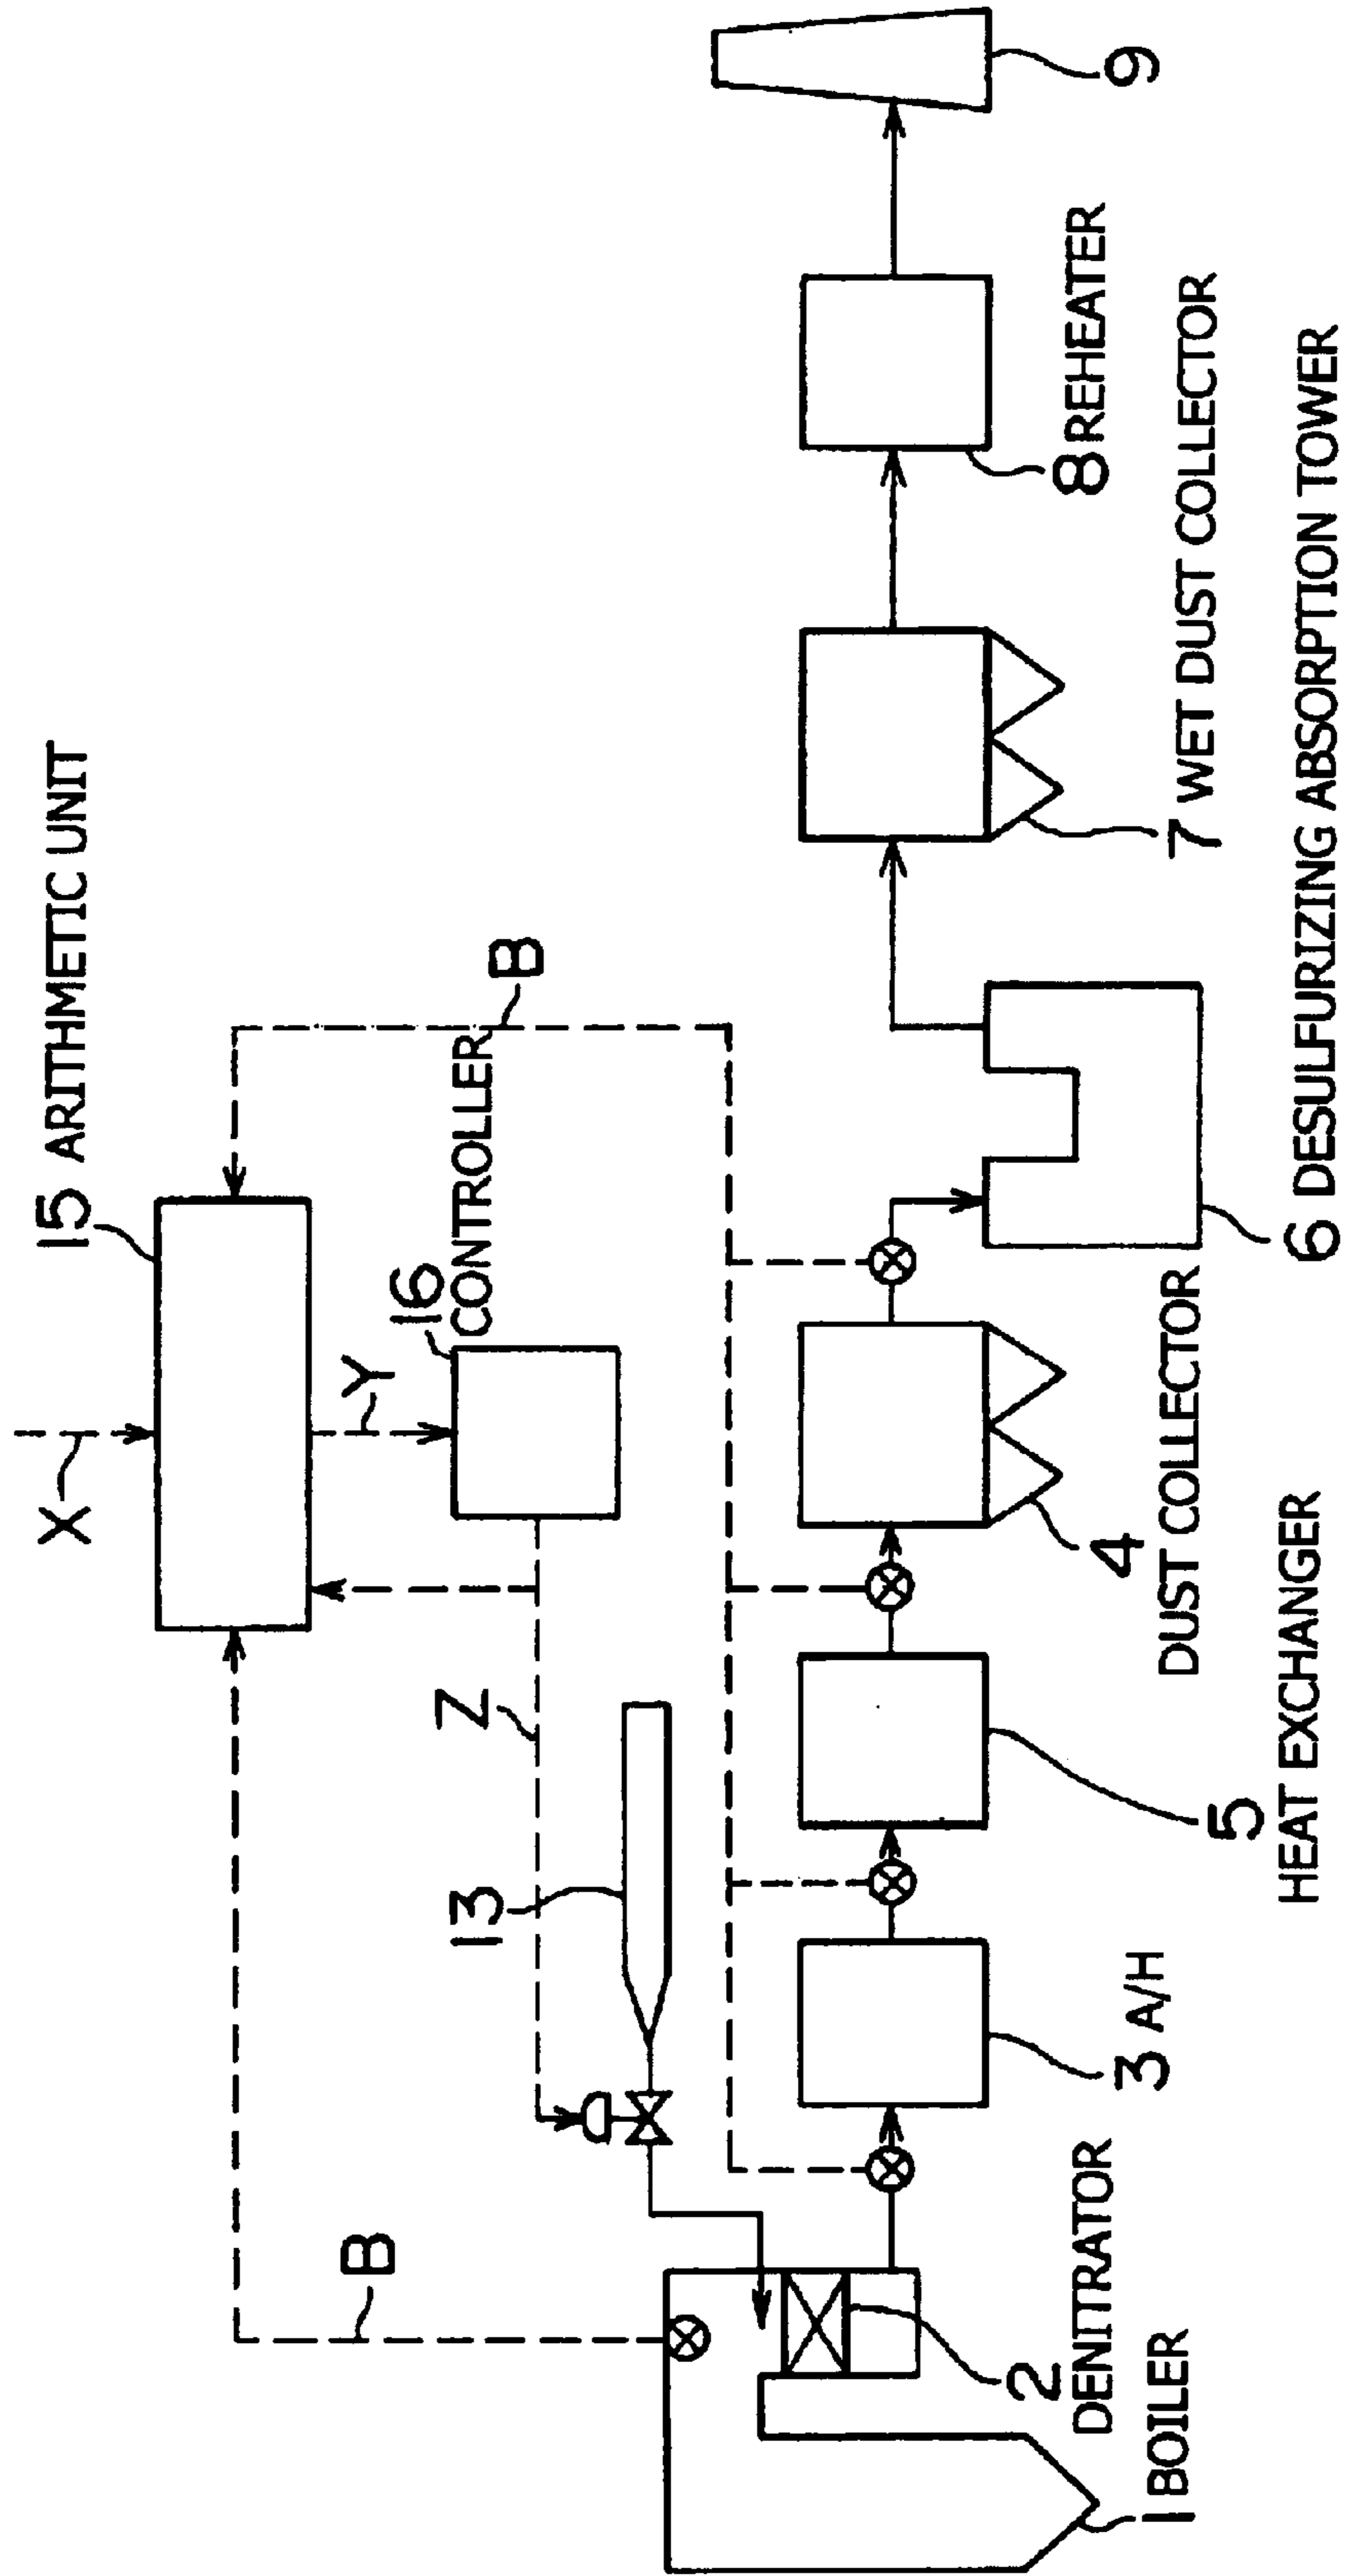 X
15 ARITHMETIC UNIT
Y
16
CONTROLLER
B
B
Z
13
1 BOILER
2
DENITRATOR
3 A/H
5
HEAT EXCHANGER
4
DUST COLLECTOR
6 DESULFURIZING ABSORPTION TOWER
7 WET DUST COLLECTOR
8 REHEATER
9